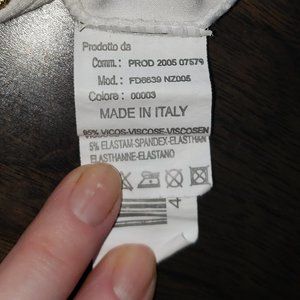 Prodotto da
Comm.: PROD 2005 07579
Mod.: FD8639 NZ005
Colore: 00003
MADE IN ITALY
95% VICOS-VISCOSE-VISCOSEN
5% ELASTAM-SPANDEX-ELASTHAN
ELASTHANNE-ELASTANO
4